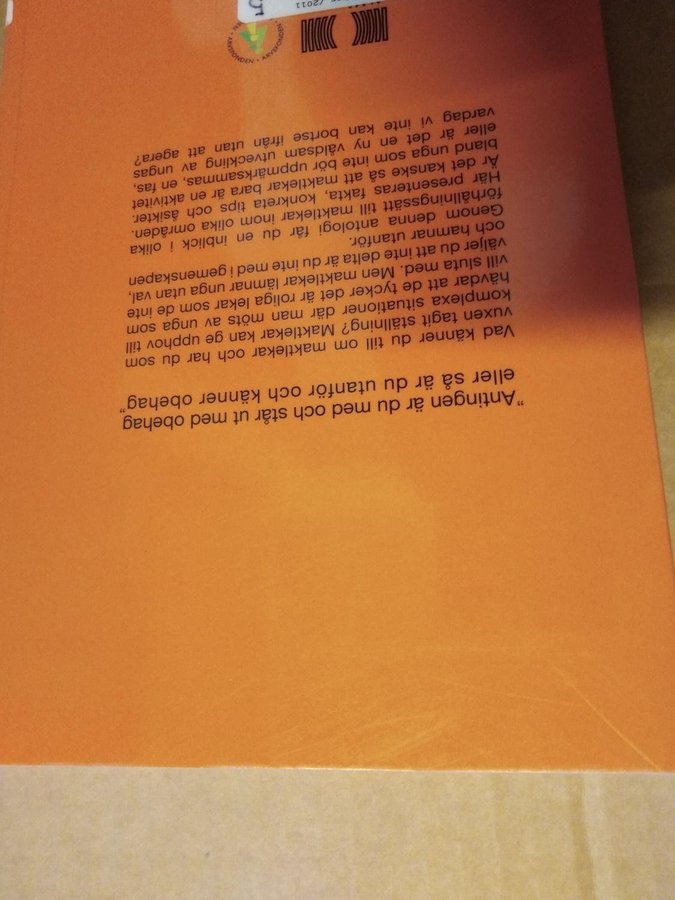 ”Antingen är du med och står ut med obehag
eller så är du utanför och känner obehag”
Vad känner du till om maktlekar och har du som
vuxen tagit ställning? Maktlekar kan ge upphov till
komplexa situationer där man möts av unga som
hävdar att de tycker det är roliga lekar som de inte
vill sluta med. Men maktlekar lämnar unga utan val,
väljer du att inte delta är du inte med i gemenskapen
och hamnar utanför.
Genom denna antologi får du en inblick i olika
förhållningssätt till maktlekar inom olika områden.
Här presenteras fakta, konkreta tips och åsikter.
Är det kanske så att maktlekar bara är en aktivitet
bland unga som inte bör uppmärksammas, en fas,
eller är det en ny våldsam utveckling av ungas
vardag vi inte kan bortse ifrån utan att agera?
ARVSFONDEN
/2011